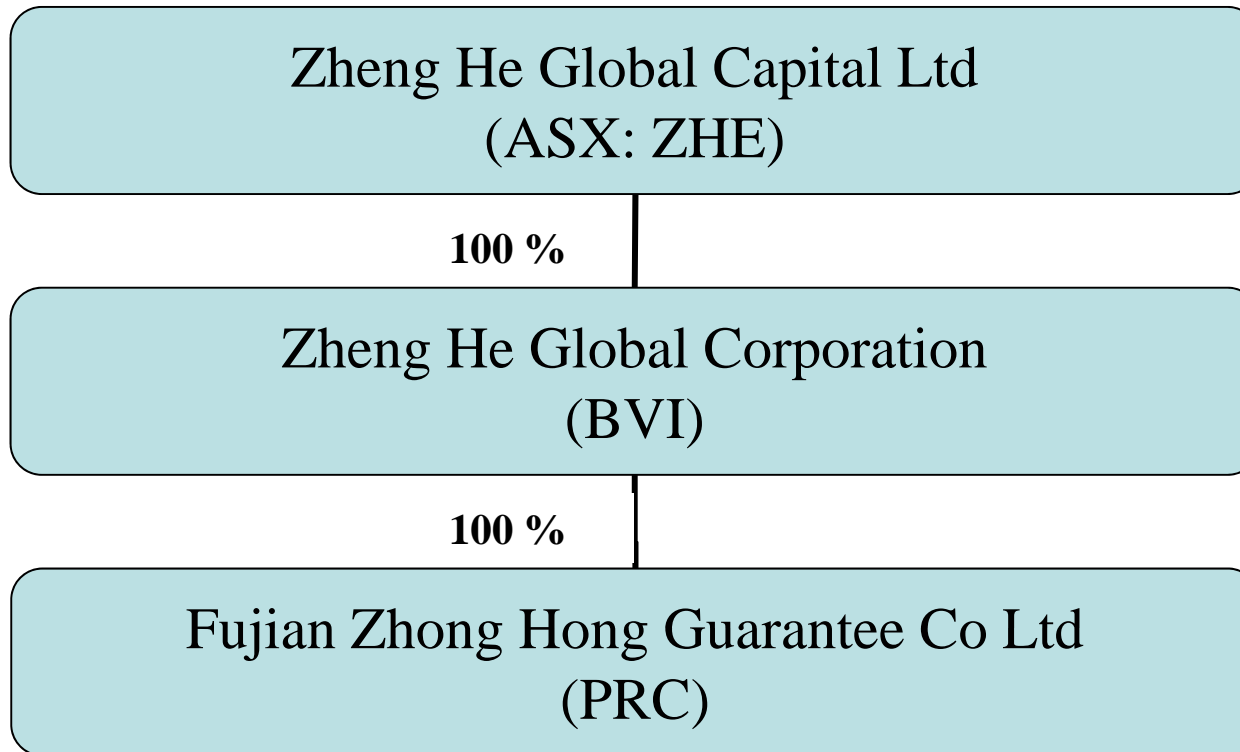 Zheng He Global Capital Ltd
(ASX: ZHE)
100 %
Zheng He Global Corporation
(BVI)
100 %
Fujian Zhong Hong Guarantee Co Ltd
(PRC)